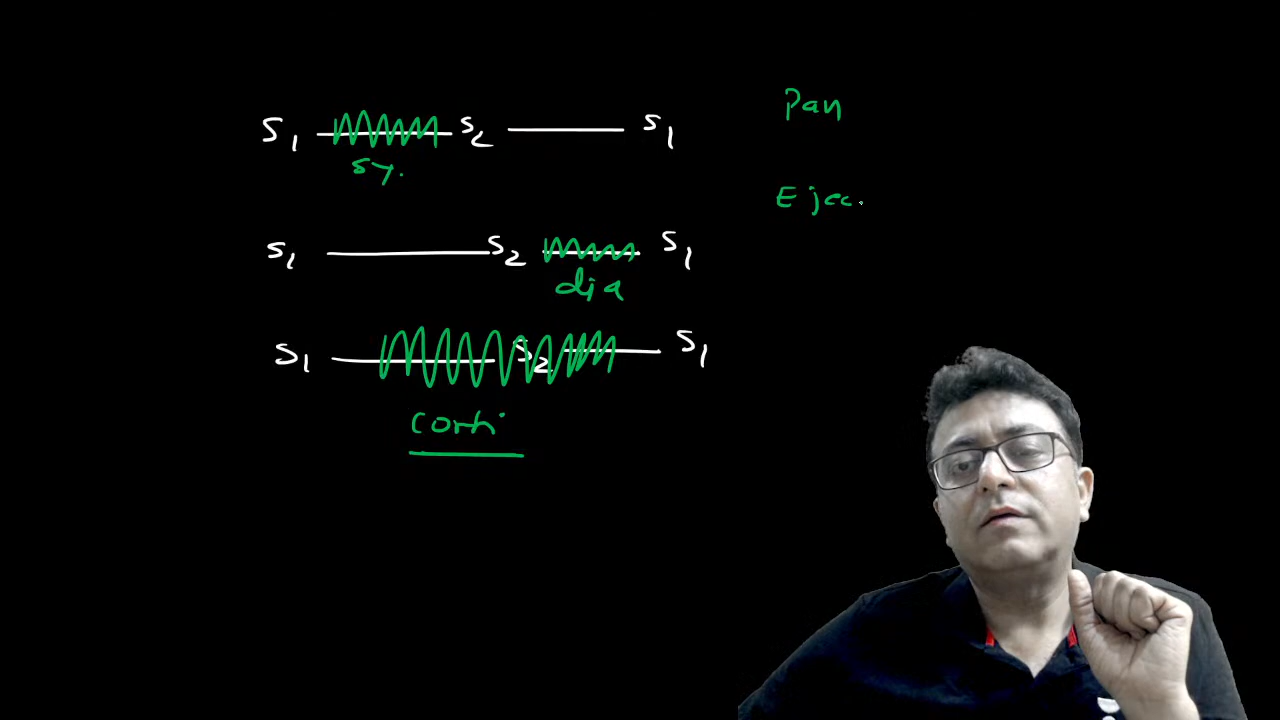 S1 S2 S1
sy.
S1 S2 S1
dia
S1 S2 S1
Conti
Pan
Ejec.